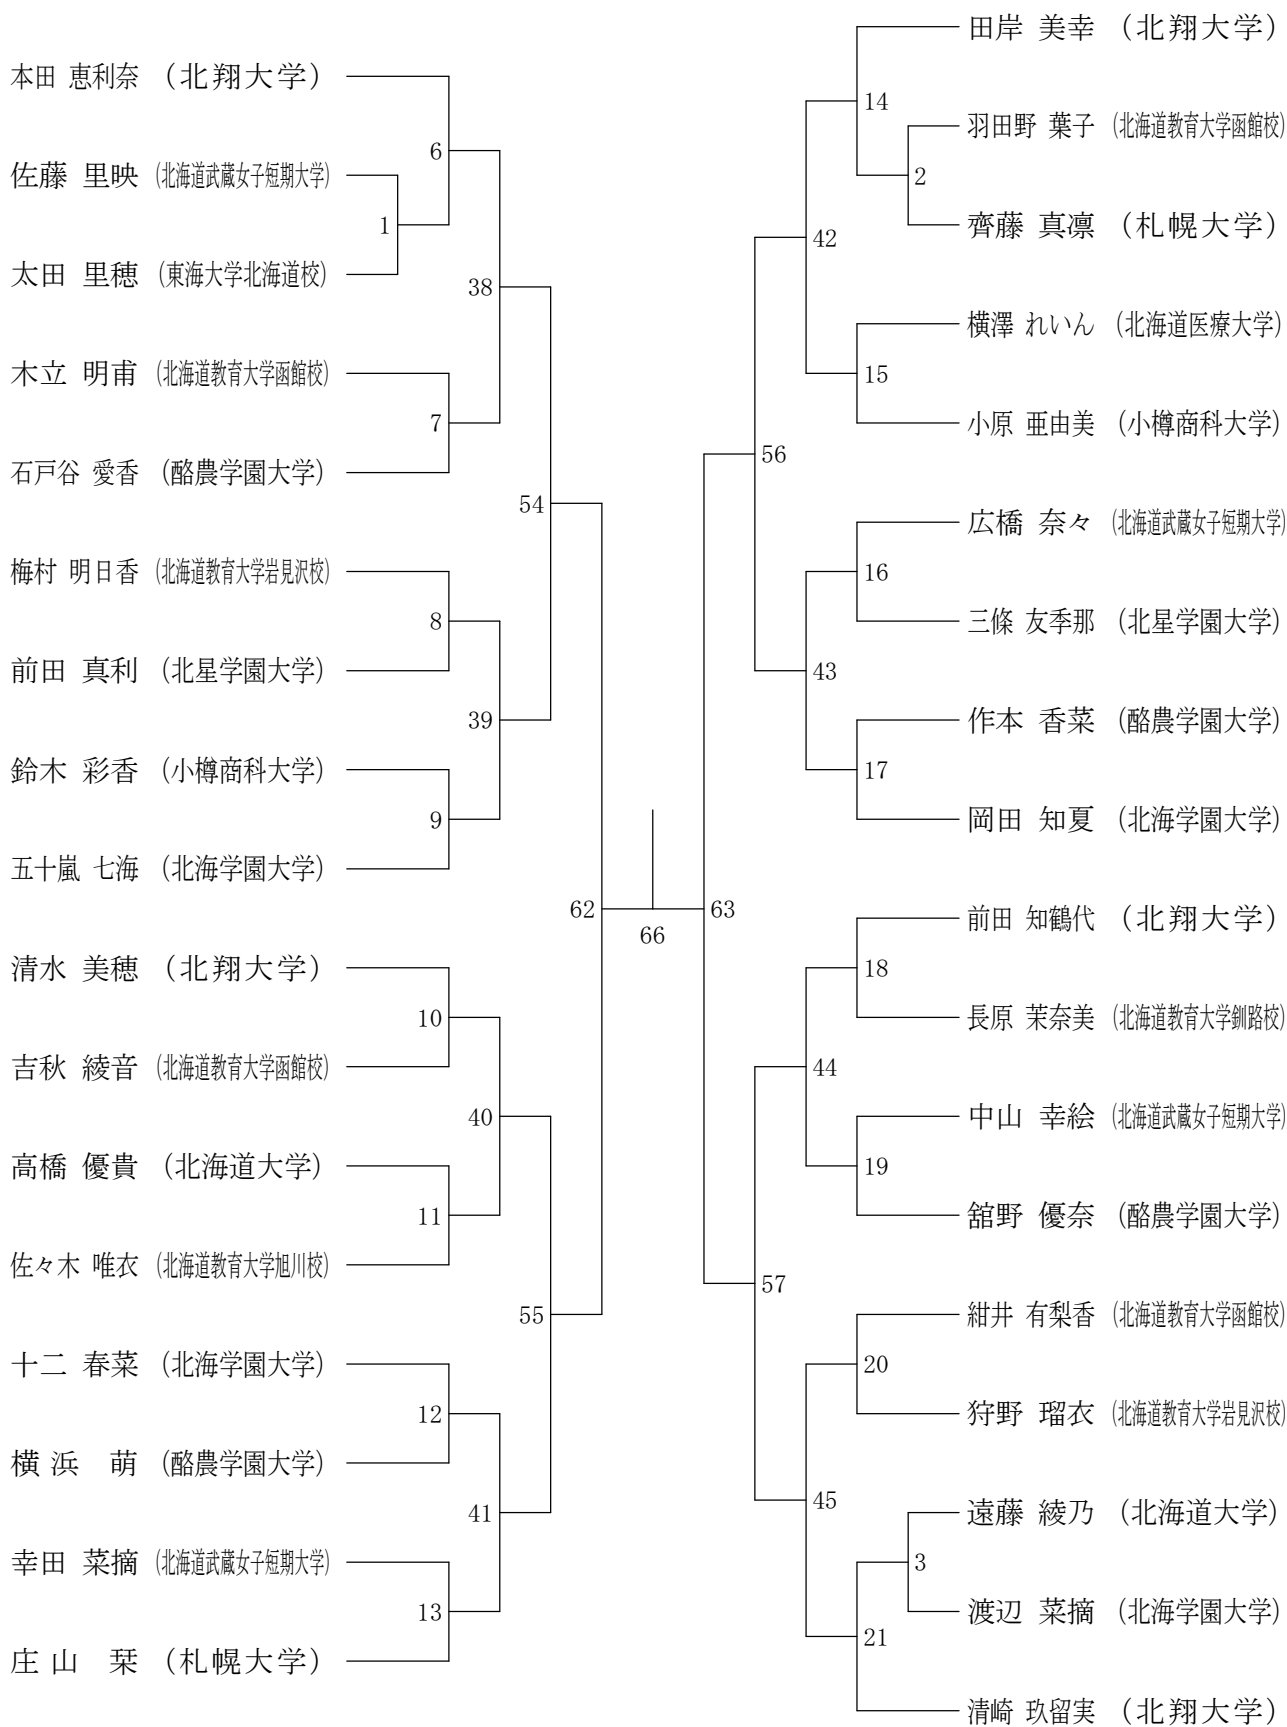 本田 恵利奈 (北翔大学)
佐藤 里映 (北海道武蔵女子短期大学)
太田 里穂 (東海大学北海道校)
木立 明甫 (北海道教育大学函館校)
石戸谷 愛香 (酪農学園大学)
梅村 明日香 (北海道教育大学岩見沢校)
前田 真利 (北星学園大学)
鈴木 彩香 (小樽商科大学)
五十嵐 七海 (北海学園大学)
清水 美穂 (北翔大学)
吉秋 綾音 (北海道教育大学函館校)
高橋 優貴 (北海道大学)
佐々木 唯衣 (北海道教育大学旭川校)
十二 春菜 (北海学園大学)
横浜 萌 (酪農学園大学)
幸田 菜摘 (北海道武蔵女子短期大学)
庄山 栞 (札幌大学)
1
6
7
8
9
10
11
12
13
38
39
40
41
54
55
62
66
63
56
57
42
43
44
45
14
15
16
17
18
19
20
21
2
3
田岸 美幸 (北翔大学)
羽田野 葉子 (北海道教育大学函館校)
齊藤 真凛 (札幌大学)
横澤 れいん (北海道医療大学)
小原 亜由美 (小樽商科大学)
広橋 奈々 (北海道武蔵女子短期大学)
三條 友季那 (北星学園大学)
作本 香菜 (酪農学園大学)
岡田 知夏 (北海学園大学)
前田 知鶴代 (北翔大学)
長原 茉奈美 (北海道教育大学釧路校)
中山 幸絵 (北海道武蔵女子短期大学)
舘野 優奈 (酪農学園大学)
紺井 有梨香 (北海道教育大学函館校)
狩野 瑠衣 (北海道教育大学岩見沢校)
遠藤 綾乃 (北海道大学)
渡辺 菜摘 (北海学園大学)
清崎 玖留実 (北翔大学)